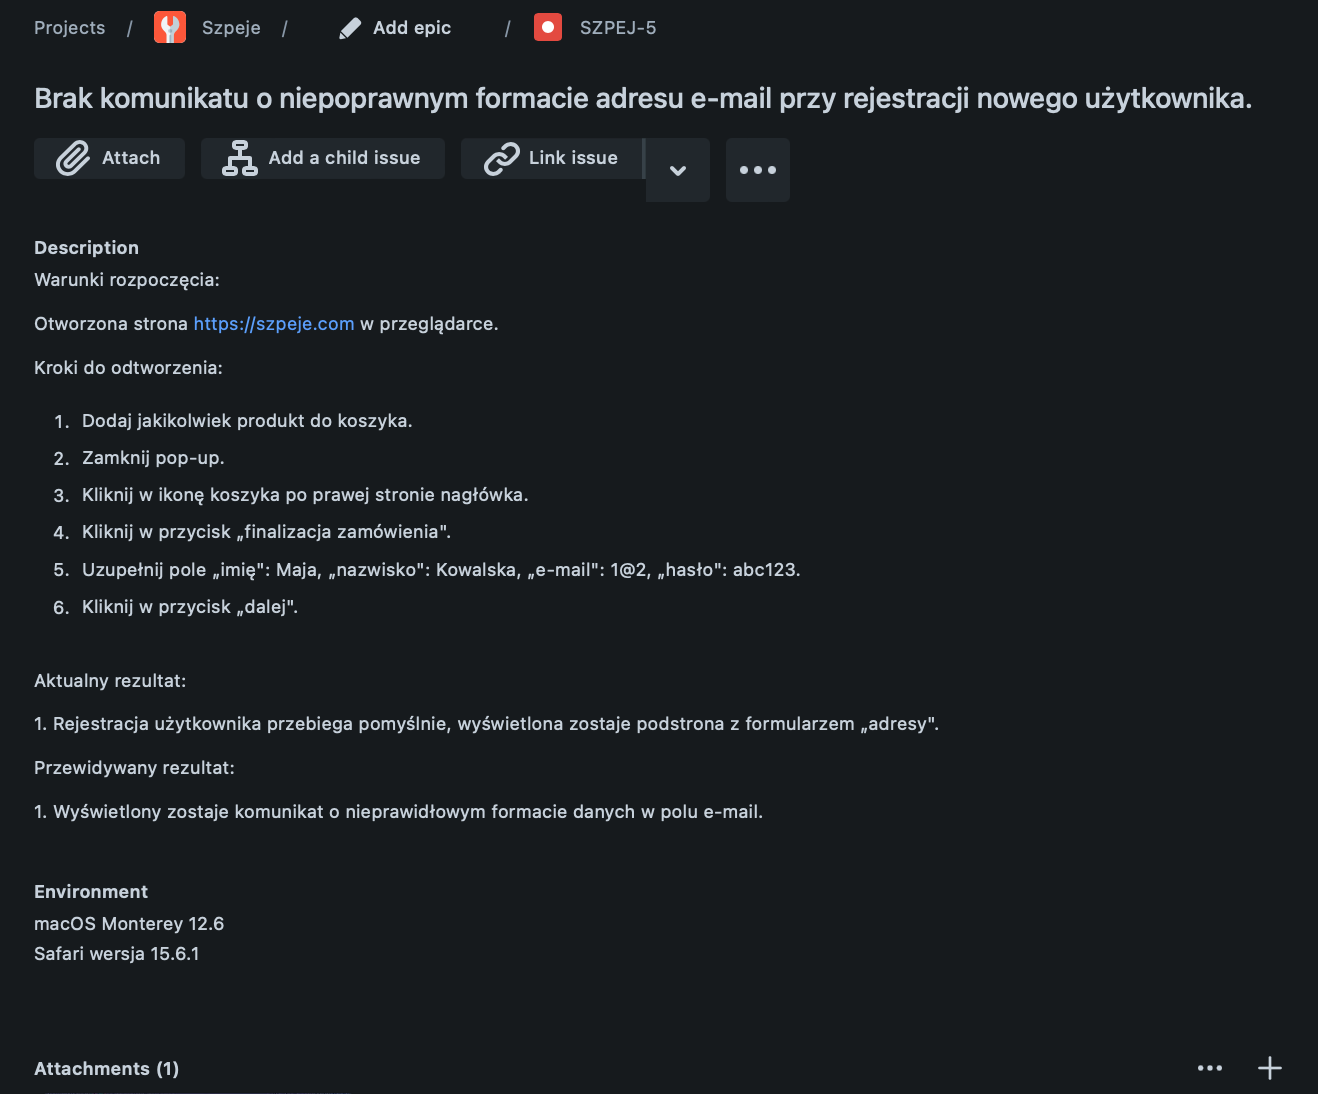 Projects / Szpeje / Add epic / SZPEJ-5
Brak komunikatu o niepoprawnym formacie adresu e-mail przy rejestracji nowego użytkownika.
Attach Add a child issue Link issue
Description
Warunki rozpoczęcia:
Otworzona strona https://szpeje.com w przeglądarce.
Kroki do odtworzenia:
1. Dodaj jakikolwiek produkt do koszyka.
2. Zamknij pop-up.
3. Kliknij w ikonę koszyka po prawej stronie nagłówka.
4. Kliknij w przycisk „finalizacja zamówienia".
5. Uzupełnij pole „imię": Maja, „nazwisko": Kowalska, „e-mail": 1@2, „hasło": abc123.
6. Kliknij w przycisk „dalej".
Aktualny rezultat:
1. Rejestracja użytkownika przebiega pomyślnie, wyświetlona zostaje podstrona z formularzem „adresy".
Przewidywany rezultat:
1. Wyświetlony zostaje komunikat o nieprawidłowym formacie danych w polu e-mail.
Environment
macOS Monterey 12.6
Safari wersja 15.6.1
Attachments (1)